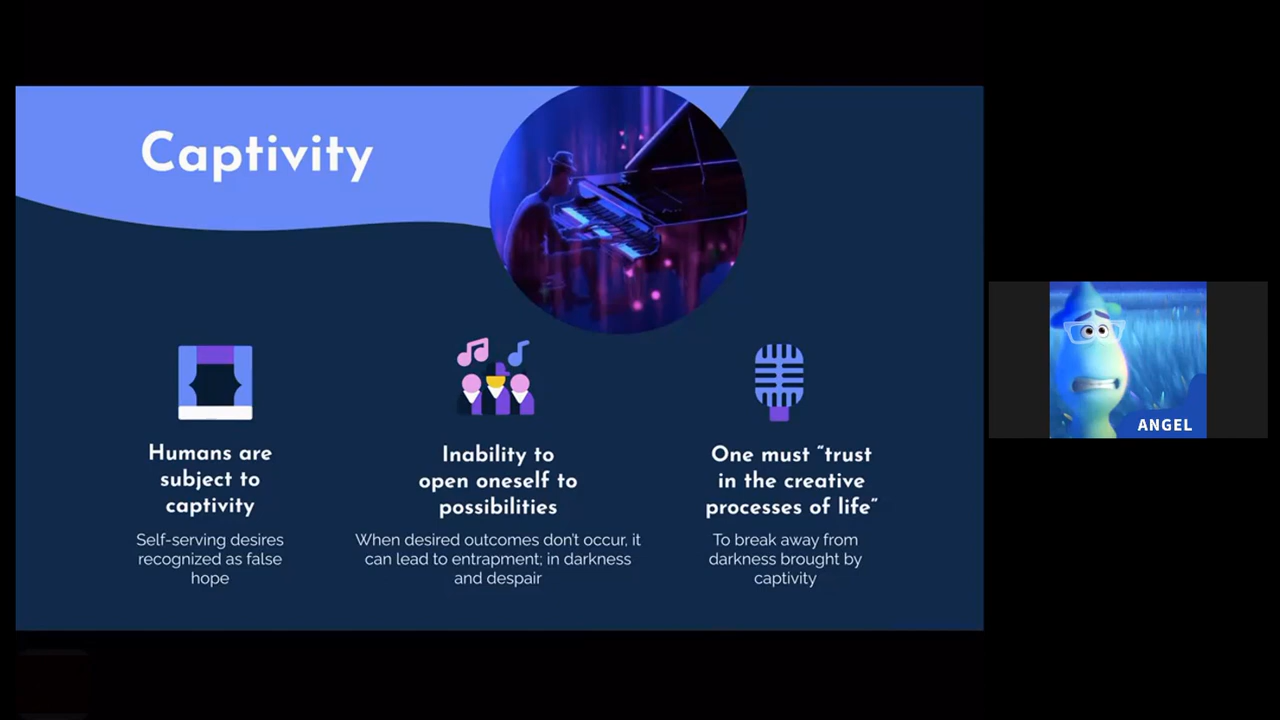 Captivity
Humans are
subject to
captivity
Self-serving desires
recognized as false
hope
Inability to
open oneself to
possibilities
When desired outcomes don't occur, it
can lead to entrapment; in darkness
and despair
One must “trust
in the creative
processes of life”
To break away from
darkness brought by
captivity
ANGEL